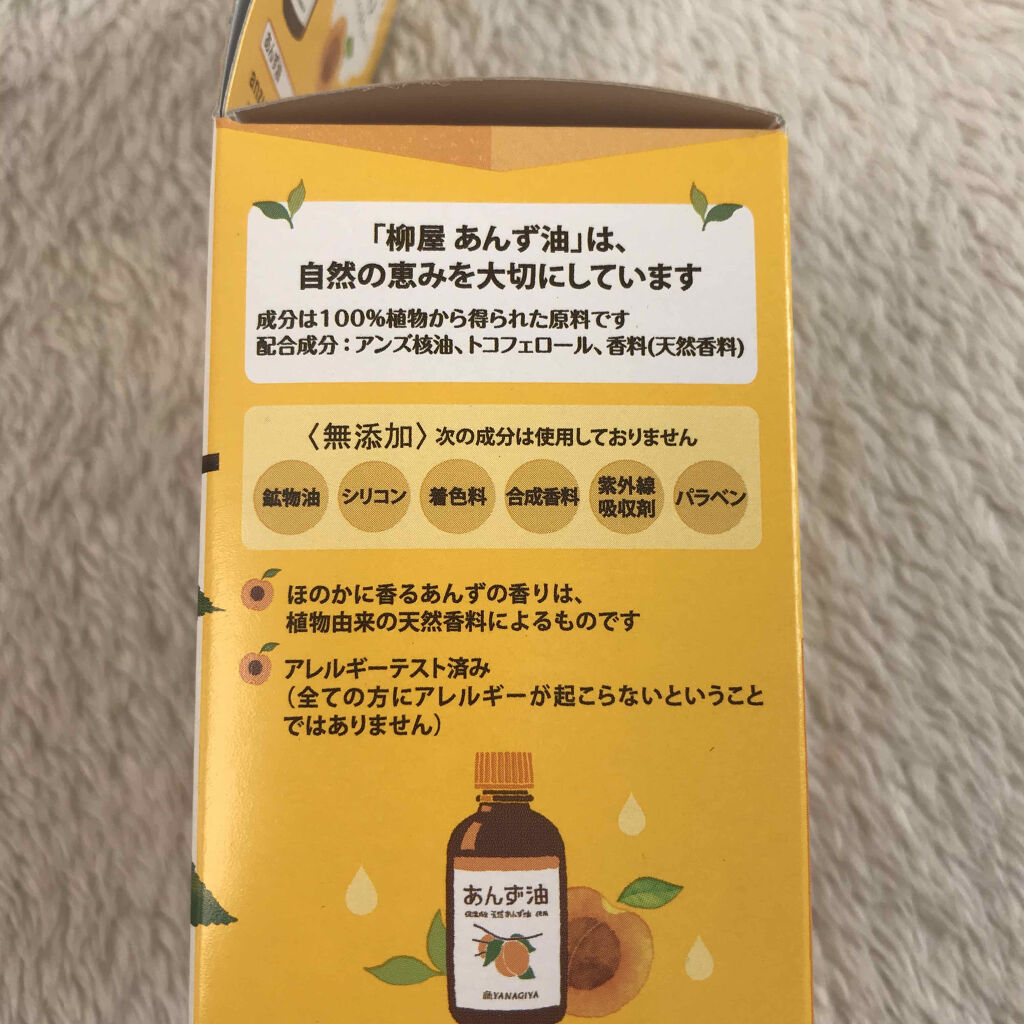 あんず油
「柳屋 あんず油」は、
自然の恵みを大切にしています
成分は100%植物から得られた原料です
配合成分：アンズ核油、トコフェロール、香料(天然香料)
〈無添加〉次の成分は使用しておりません
鉱物油 シリコン 着色料 合成香料 紫外線吸収剤 パラベン
ほのかに香るあんずの香りは、
植物由来の天然香料によるものです
アレルギーテスト済み
（全ての方にアレルギーが起こらないということ
ではありません）
あんず油
YANAGIYA